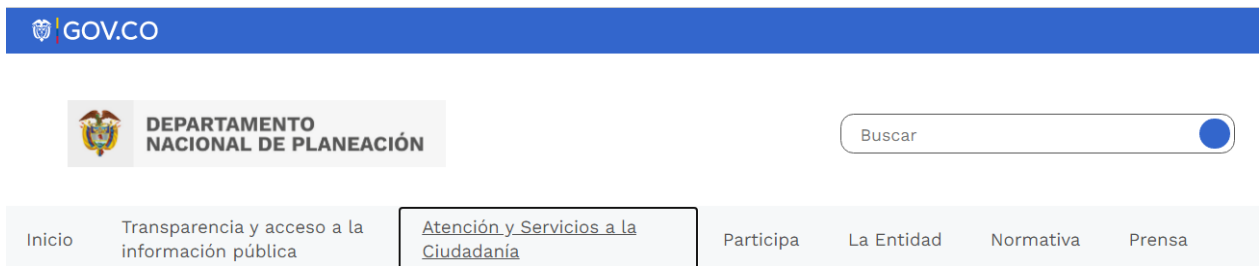 GOV.CO
DEPARTAMENTO
NACIONAL DE PLANEACIÓN
Buscar
Inicio
Transparencia y acceso a la
información pública
Atención y Servicios a la
Ciudadanía
Participa
La Entidad
Normativa
Prensa